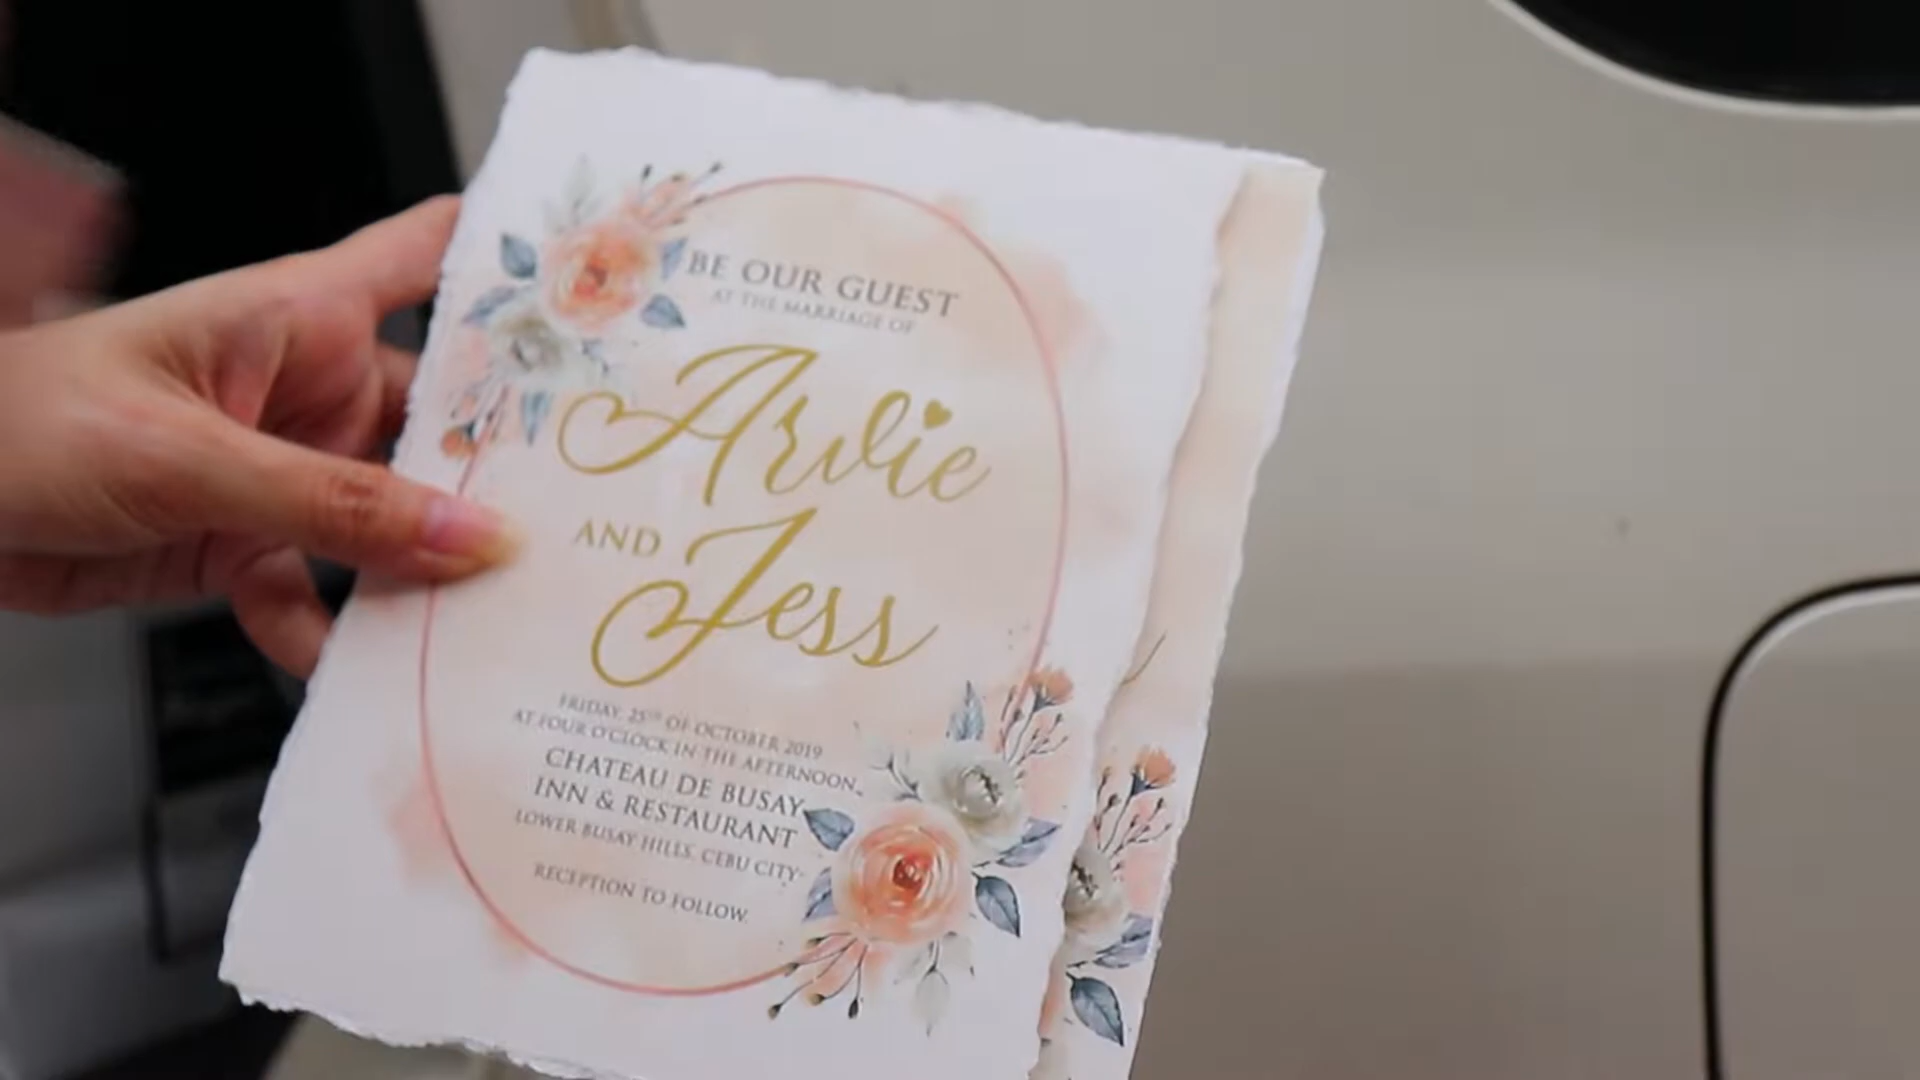 BE OUR GUEST
AT THE MARRIAGE OF
Arvie
AND
Jess
FRIDAY, 25TH OF OCTOBER 2019
AT FOUR O'CLOCK IN THE AFTERNOON.
CHATEAU DE BUSAY
INN & RESTAURANT
LOWER BUSAY HILLS, CEBU CITY
RECEPTION TO FOLLOW.